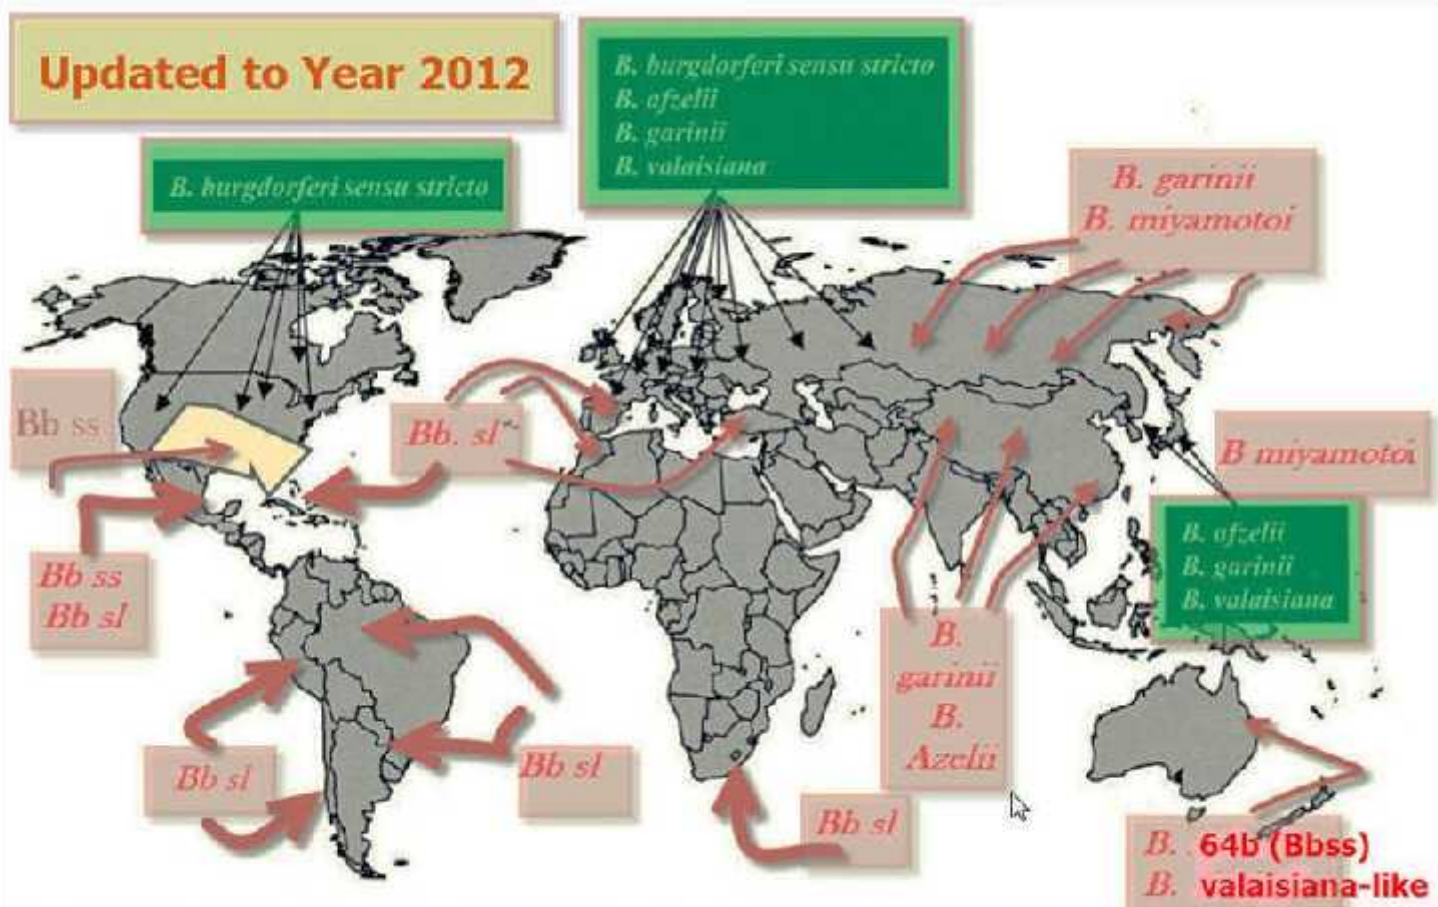 Updated to Year 2012
B. burgdorferi sensu stricto
B. afzelii
B. garinii
B. valaisiana
B. burgdorferi sensu stricto
B. garinii
B. miyamotoi
Bb ss
Bb. sl
B miyamotoi
B. afzelii
B. garinii
B. valaisiana
Bb ss
Bb sl
B.
garinii
B.
Azelii
Bb sl
Bb sl
Bb sl
B. 64b (Bbss)
B. valaisiana-like